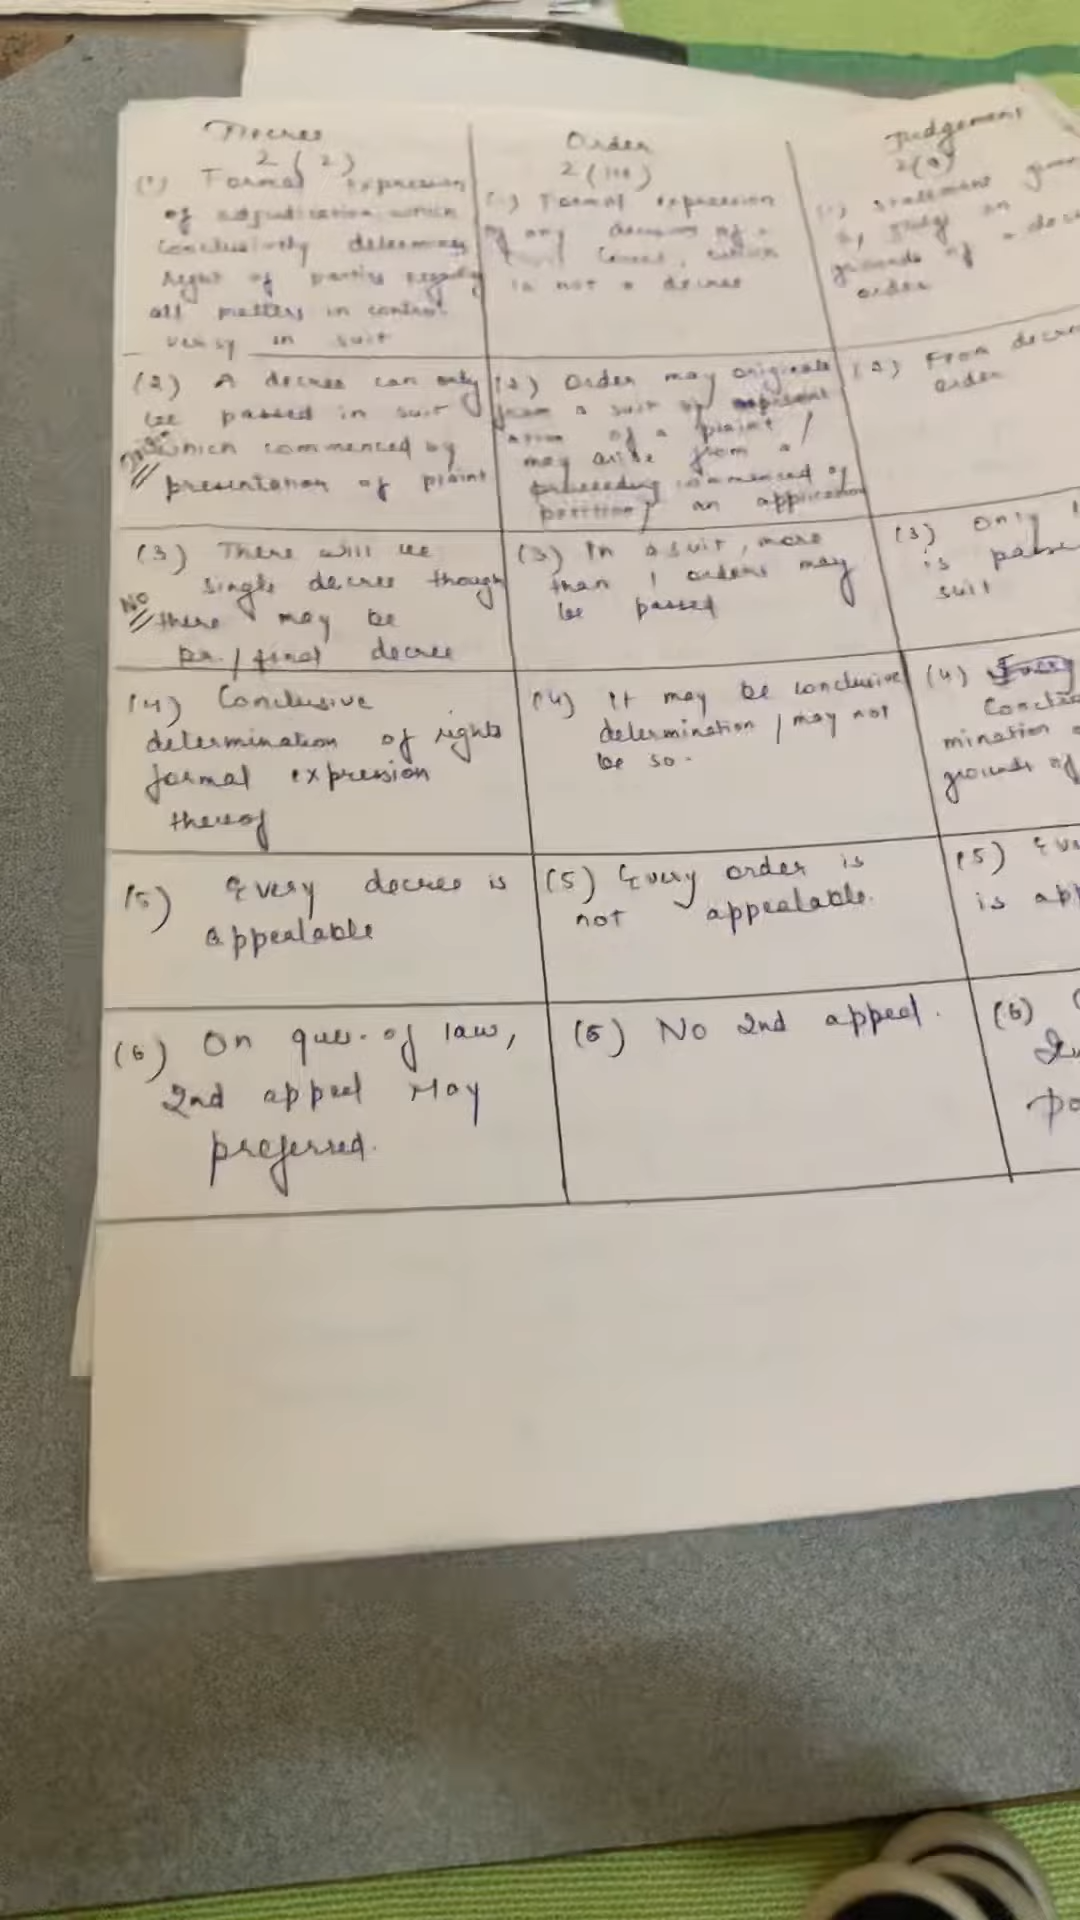 Decree
2 (2)
(1) Formal expression
of adjudication which
conclusively determines
Right of parties regarding
all matters in contro
versy in suit
(2) A decree can only
be passed in suit
which commenced by
presentation of plaint
(3) There will be
single decree though
No there may be
pr. / final decree
(4) Conclusive
determination of rights
formal expression
thereof
(5) Every decree is
appealable
(6) On ques. of law,
2nd appeal May
preferred.
Order
2 (14)
(1) Formal expression
of any decision of a
Civil Court, which
is not a decree
(2) Order may originate
from a suit by
of a plaint /
may arise from a
proceeding commenced by
petition / an application
(3) In a suit, more
than 1 orders may
be passed
(4) It may be conclusive
determination / may not
be so.
(5) Every order is
not appealable.
(6) No 2nd appeal.
Judgement
2 (9)
(1) statement
by judge on
grounds of a
order
(2) From
order
(3) Only 1
is
suit
(4)
mination
grounds of
(5)
is
(6)